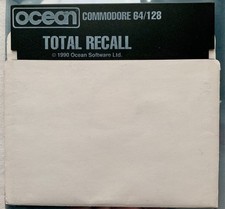 ocean COMMODORE 64/128
TOTAL RECALL
© 1990 Ocean Software Ltd.